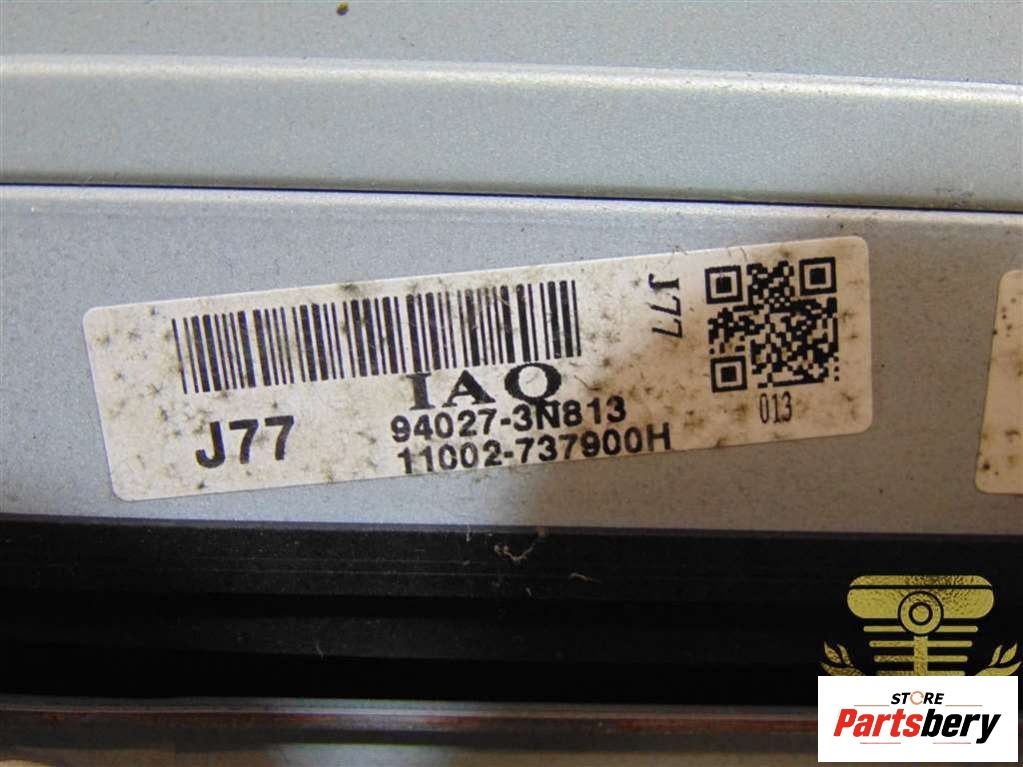 IAQ
J77
94027-3N813
11002-737900H
J77
013
STORE
Partsbery